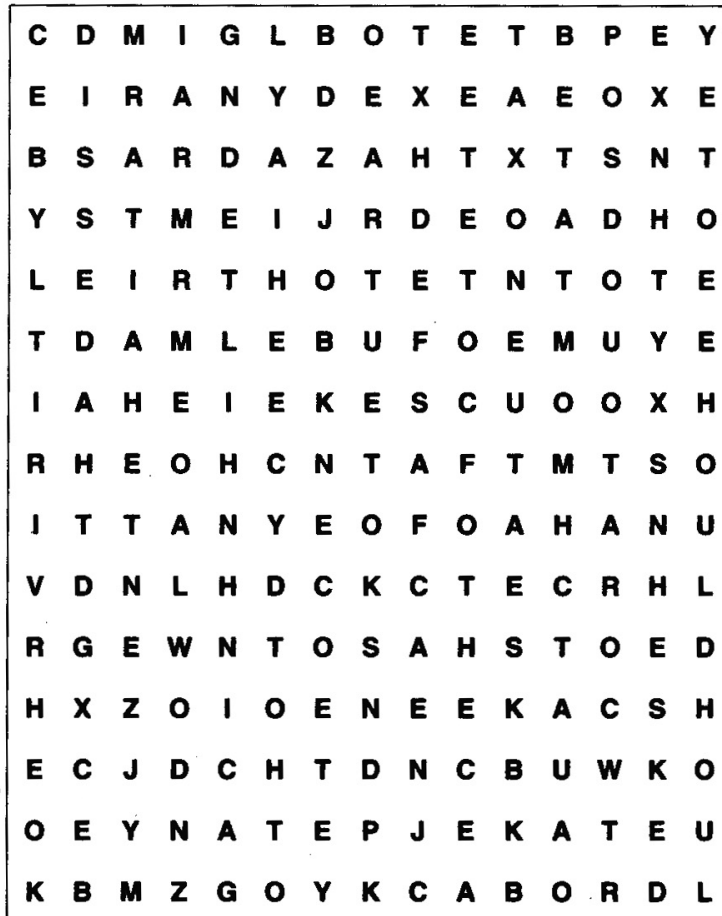 C D M I G L B O T E T B P E Y
E I R A N Y D E X E A E O X E
B S A R D A Z A H T X T S N T
Y S T M E I J R D E O A D H O
L E I R T H O T E T N T O T E
T D A M L E B U F O E M U Y E
I A H E I E K E S C U O O X H
R H E O H C N T A F T M T S O
I T T A N Y E O F O A H A N U
V D N L H D C K C T E C R H L
R G E W N T O S A H S T O E D
H X Z O I O E N E E K A C S H
E C J D C H T D N C B U W K O
O E Y N A T E P J E K A T E U
K B M Z G O Y K C A B O R D L